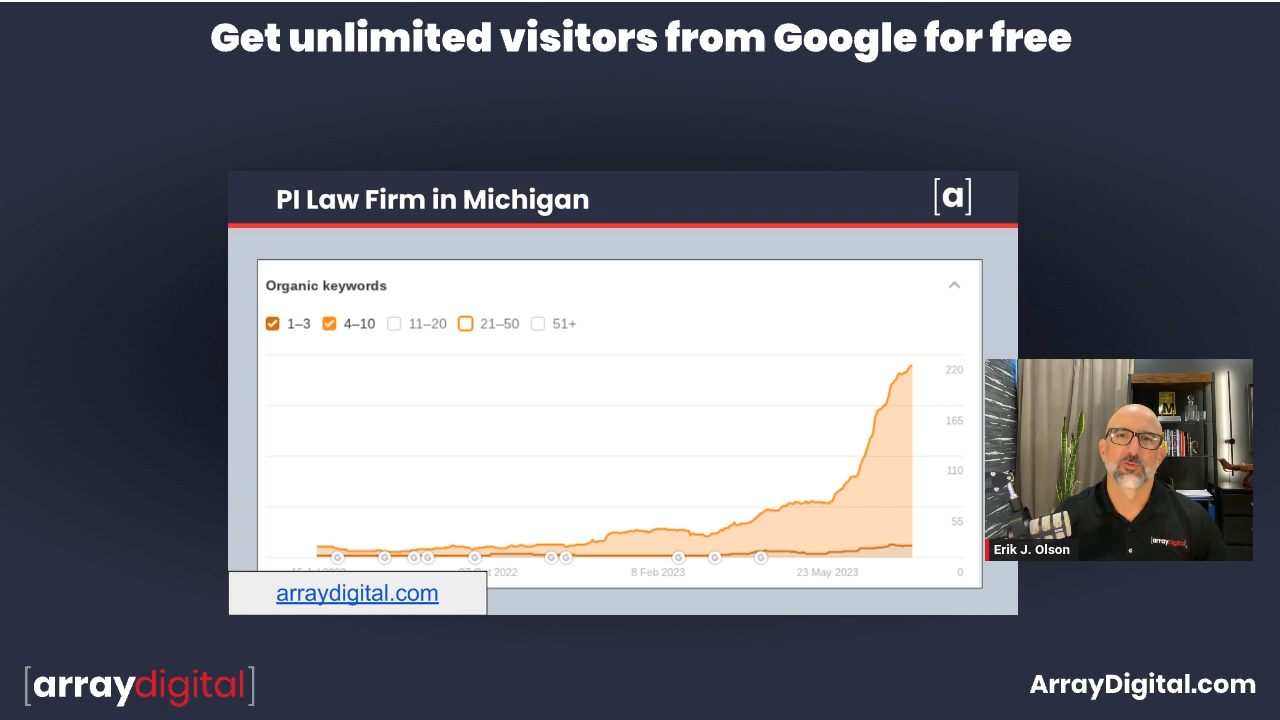 Get unlimited visitors from Google for free
PI Law Firm in Michigan
[a]
Organic keywords
1–3 4–10 11–20 21–50 51+
220
165
110
55
2022 8 Feb 2023 23 May 2023 0
arraydigital.com
Erik J. Olson
[arraydigital]
[arraydigital]
ArrayDigital.com